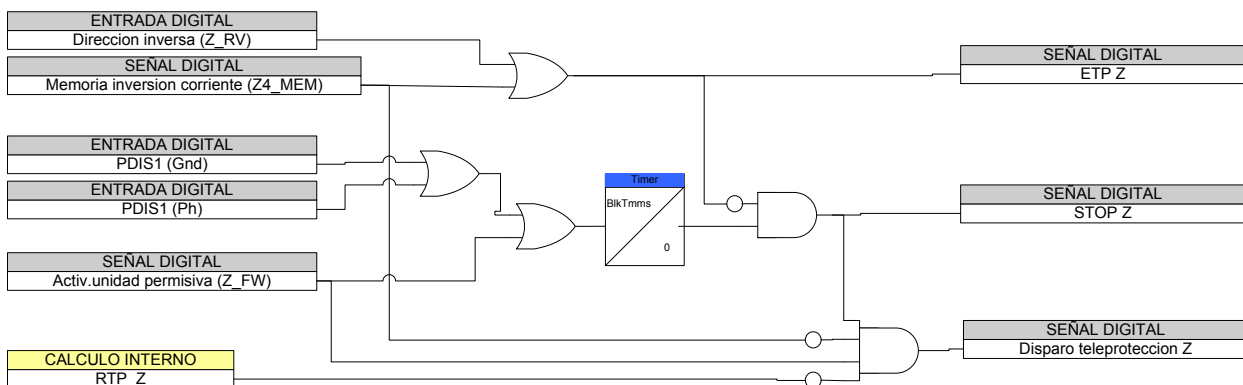 ENTRADA DIGITAL
Direccion inversa (Z_RV)
SEÑAL DIGITAL
Memoria inversion corriente (Z4_MEM)
SEÑAL DIGITAL
ETP Z
ENTRADA DIGITAL
PDIS1 (Gnd)
ENTRADA DIGITAL
PDIS1 (Ph)
Timer
BlkTmms
0
SEÑAL DIGITAL
STOP Z
SEÑAL DIGITAL
Activ.unidad permisiva (Z_FW)
SEÑAL DIGITAL
Disparo teleproteccion Z
CALCULO INTERNO
RTP_Z